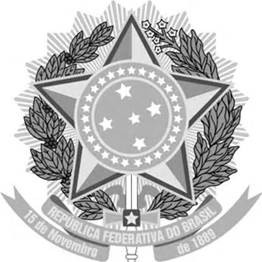 REPÚBLICA FEDERATIVA DO BRASIL
15 de Novembro
de 1889